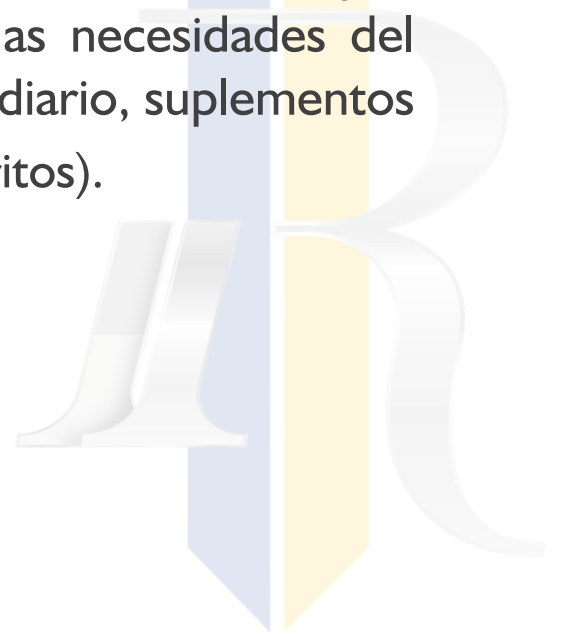 as necesidades del
diario, suplementos
itos).
R